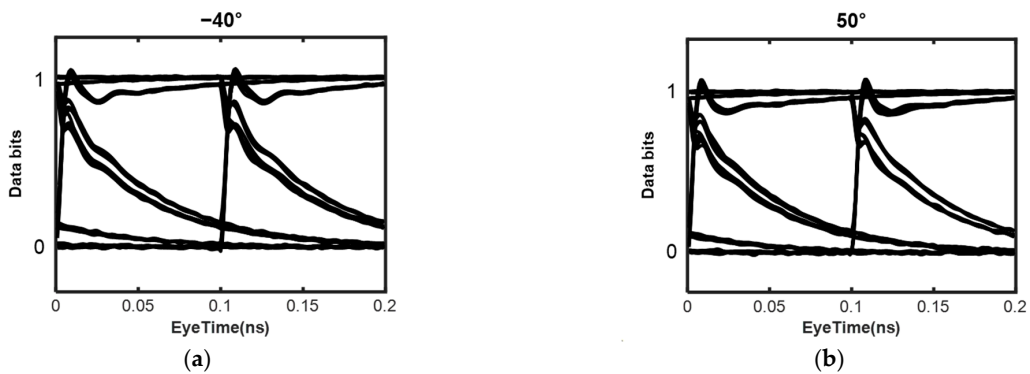 −40°
1
0
Data bits
0 0.05 0.1 0.15 0.2
EyeTime(ns)
(a)
50°
1
0
Data bits
0 0.05 0.1 0.15 0.2
EyeTime(ns)
(b)